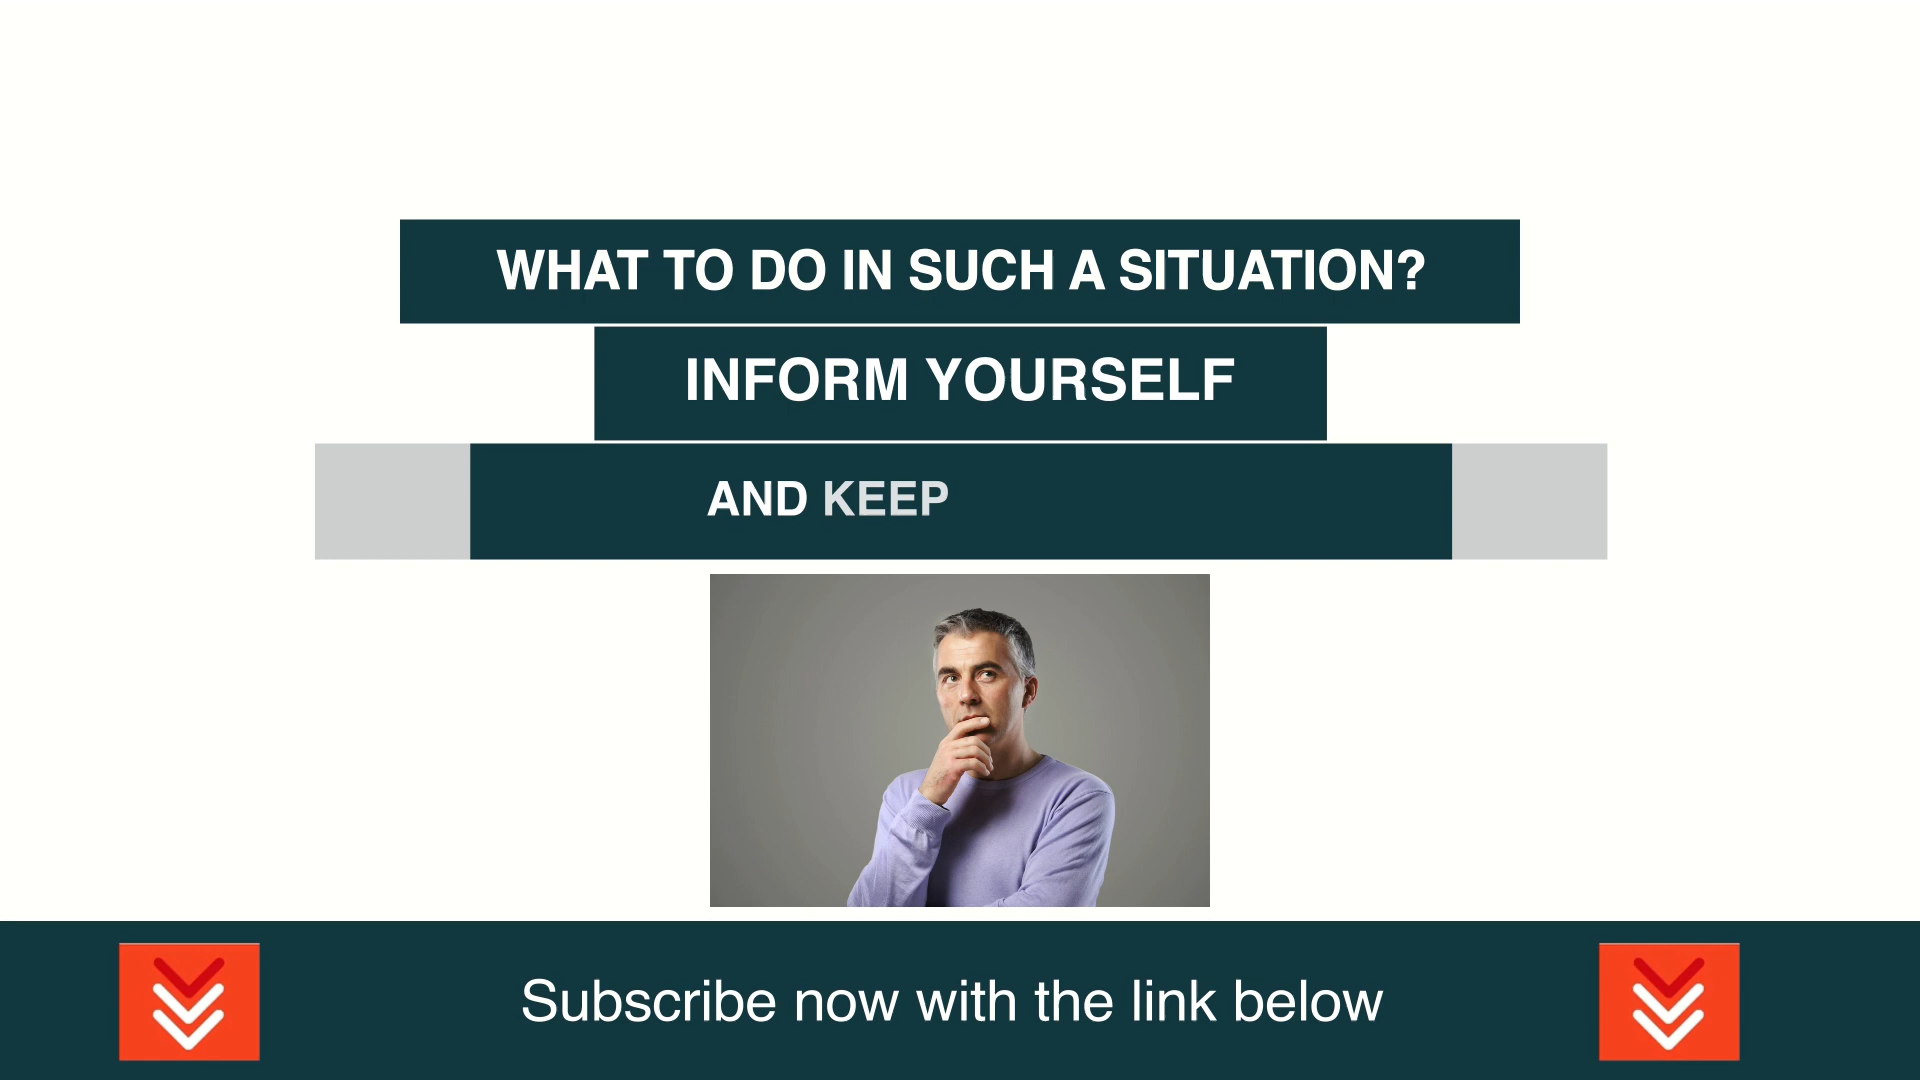 WHAT TO DO IN SUCH A SITUATION?
INFORM YOURSELF
AND KEEP
Subscribe now with the link below